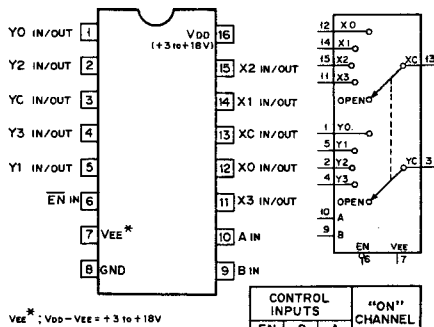 Y0 IN/OUT 1
Y2 IN/OUT 2
YC IN/OUT 3
Y3 IN/OUT 4
Y1 IN/OUT 5
EN IN 6
7 VEE*
8 GND
VDD 16
(+3 to +18V)
15 X2 IN/OUT
14 X1 IN/OUT
13 XC IN/OUT
12 X0 IN/OUT
11 X3 IN/OUT
10 A IN
9 B IN
12 X0
14 X1
15 X2
11 X3
XC 13
OPEN
1 Y0
5 Y1
2 Y2
4 Y3
YC 3
OPEN
10 A
9 B
EN VEE
6 7
VEE* ; VDD – VEE = +3 to +18V
CONTROL INPUTS
"ON" CHANNEL
EN B A